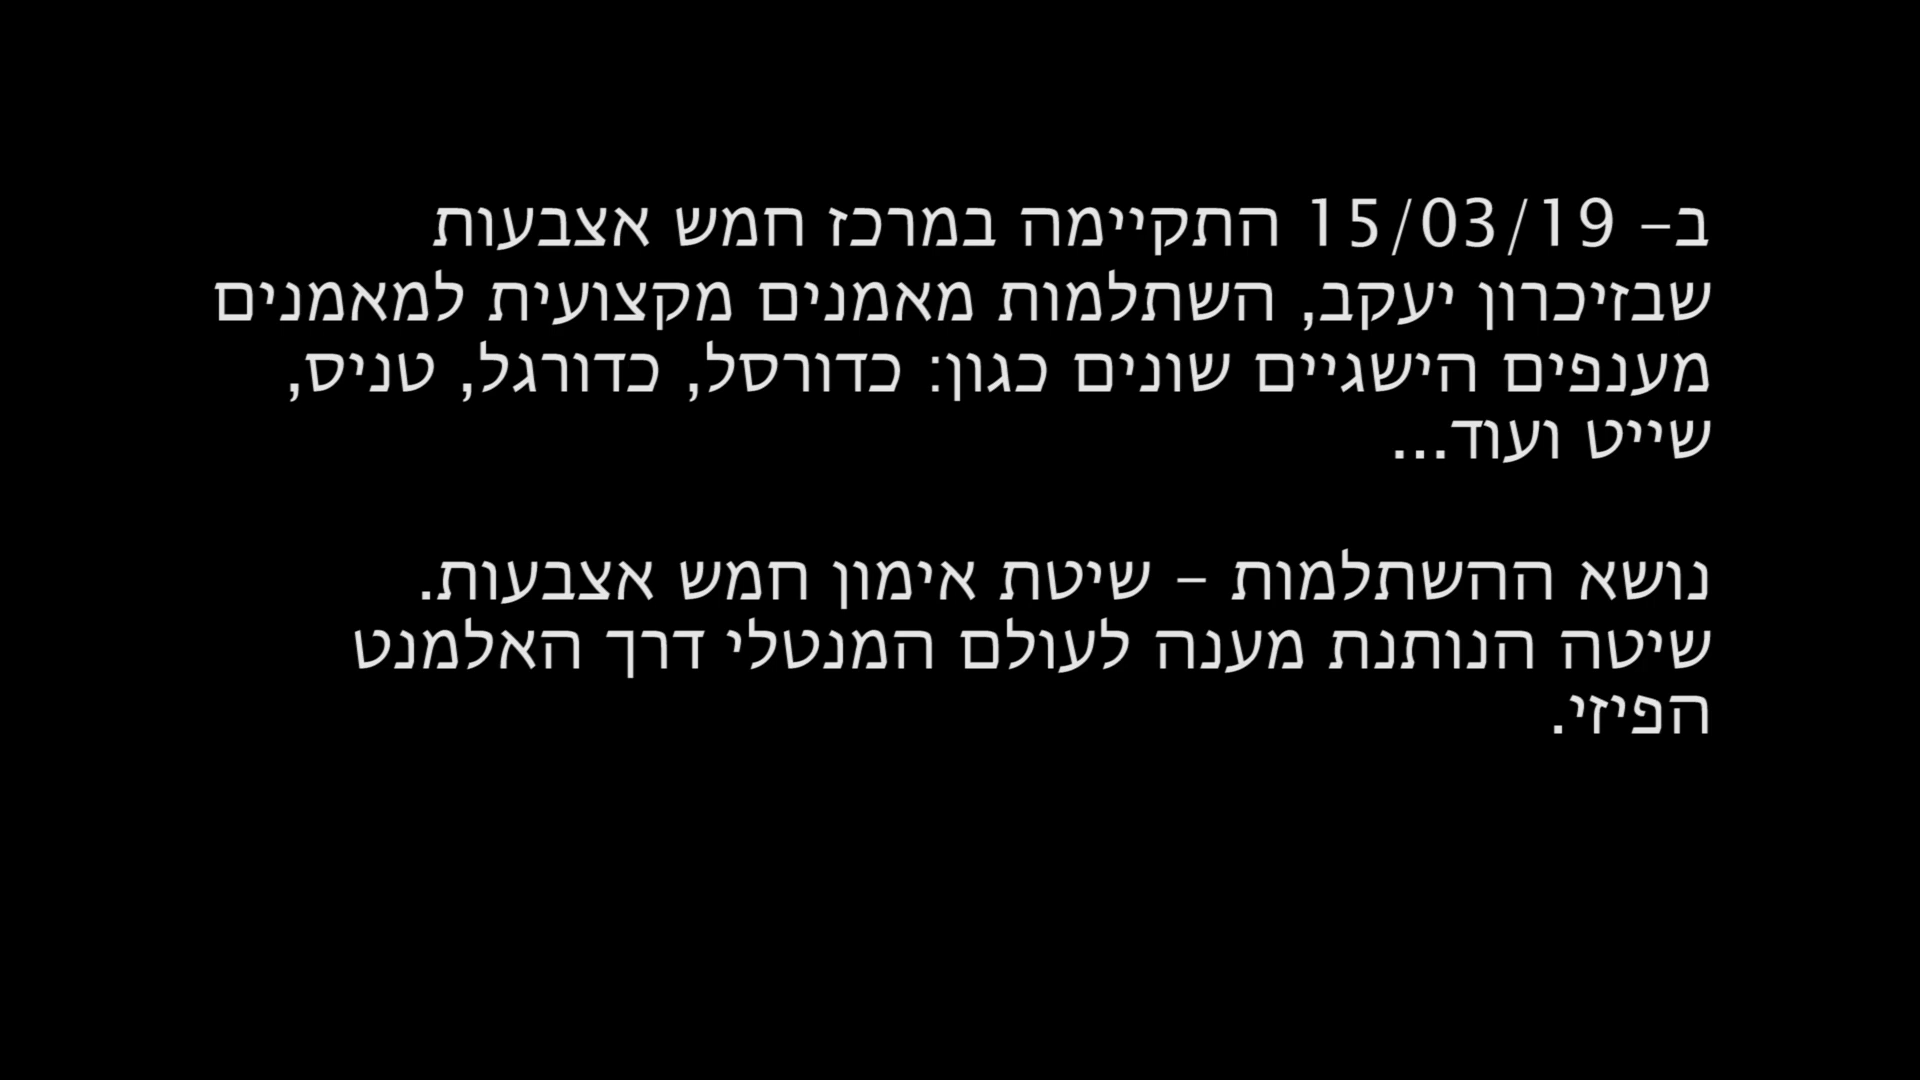 ב- 15/03/19 התקיימה במרכז חמש אצבעות
שבזיכרון יעקב, השתלמות מאמנים מקצועית למאמנים
מענפים הישגיים שונים כגון: כדורסל, כדורגל, טניס,
שייט ועוד...
נושא ההשתלמות - שיטת אימון חמש אצבעות.
שיטה הנותנת מענה לעולם המנטלי דרך האלמנט
הפיזי.